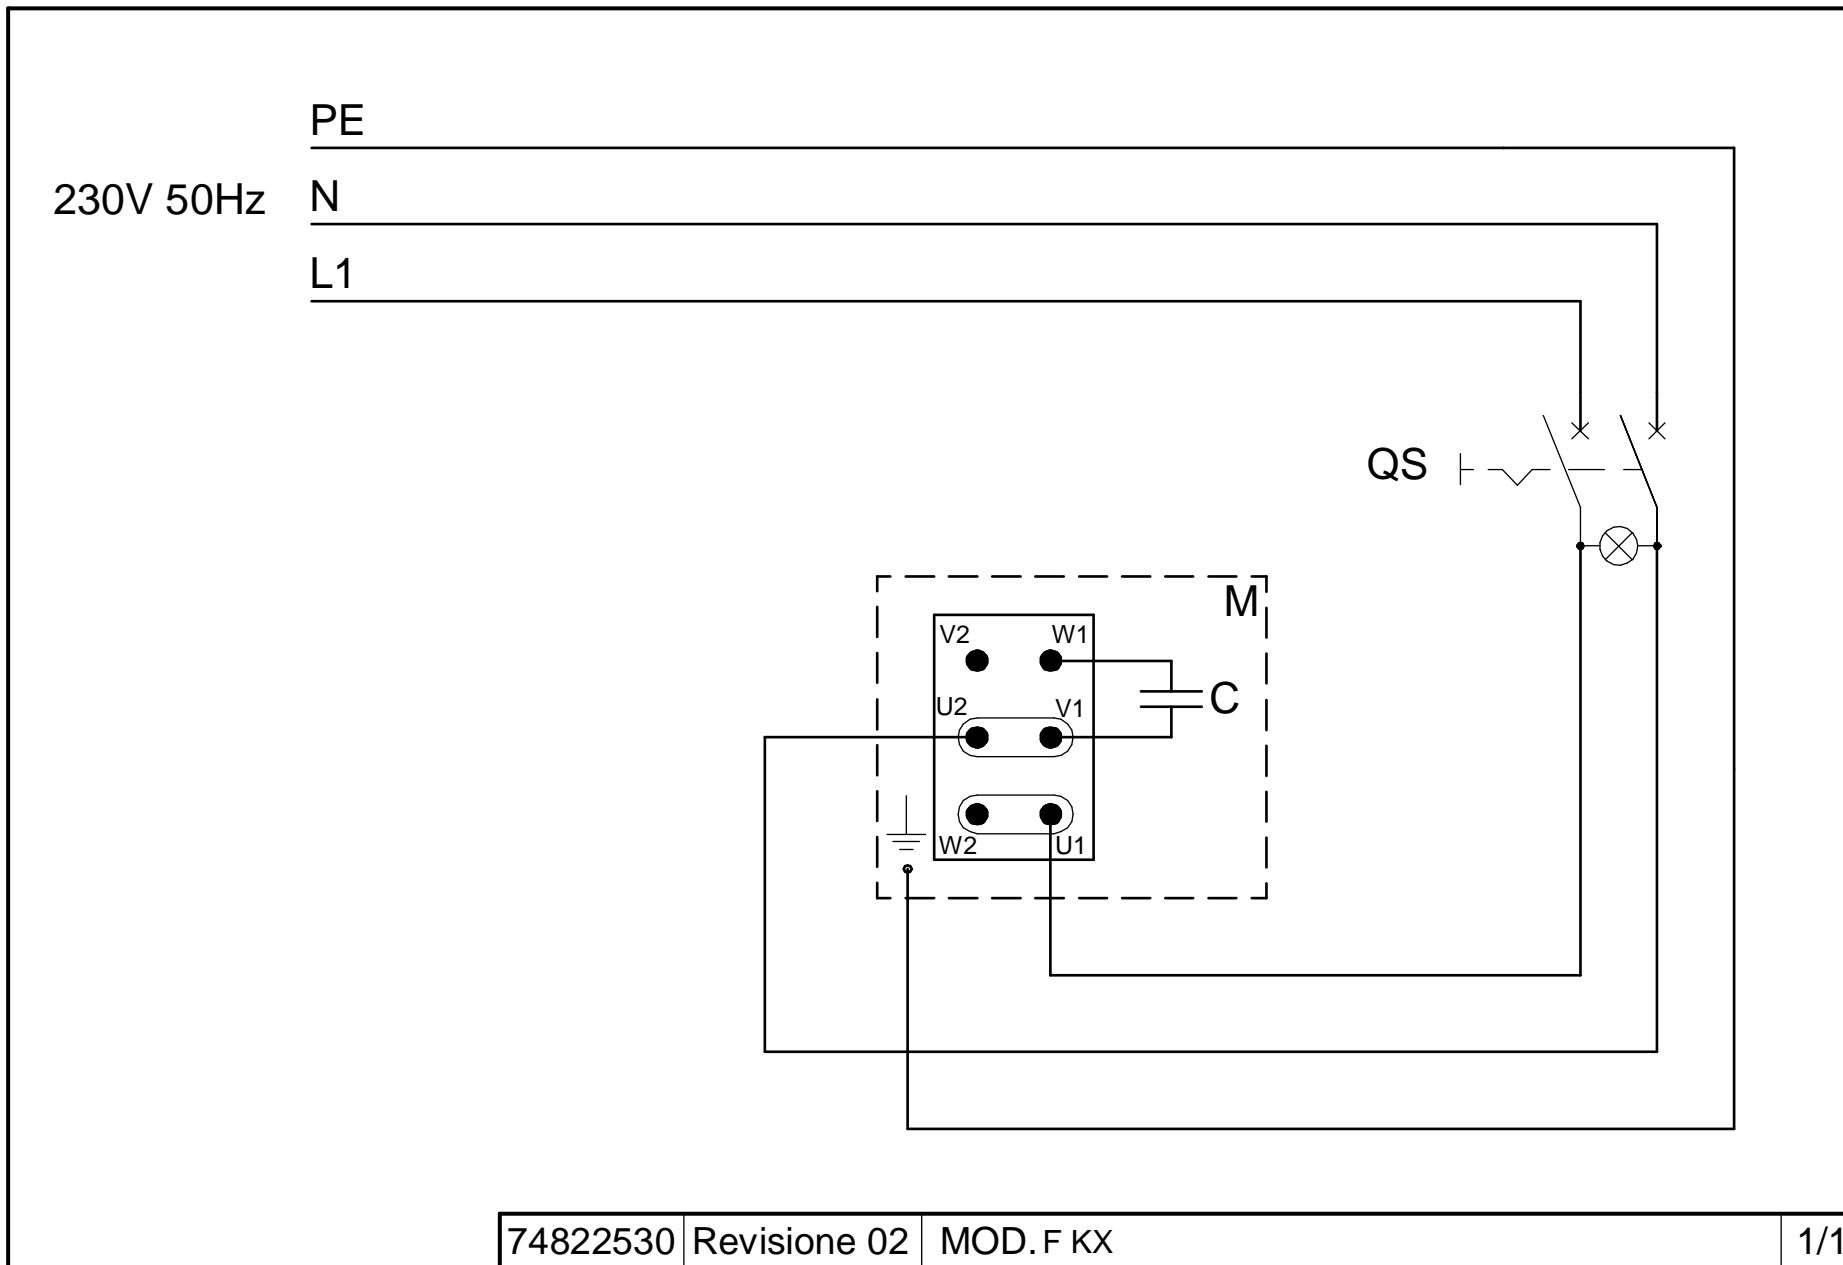 PE
230V 50Hz N
L1
QS
M
V2 W1
U2 V1
C
W2 U1
74822530 Revisione 02 MOD. F KX 1/1